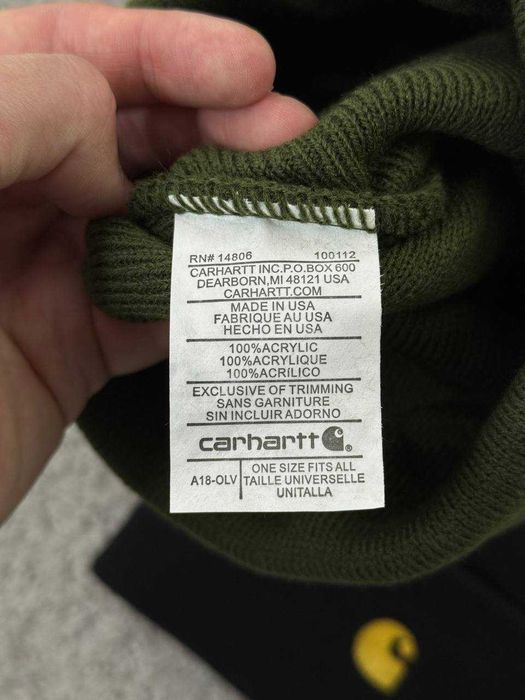 RN# 14806 100112
CARHARTT INC.P.O.BOX 600
DEARBORN,MI 48121 USA
CARHARTT.COM
MADE IN USA
FABRIQUE AU USA
HECHO EN USA
100%ACRYLIC
100%ACRYLIQUE
100%ACRÍLICO
EXCLUSIVE OF TRIMMING
SANS GARNITURE
SIN INCLUIR ADORNO
carhartt ®
A18-OLV
ONE SIZE FITS ALL
TAILLE UNIVERSELLE
UNITALLA